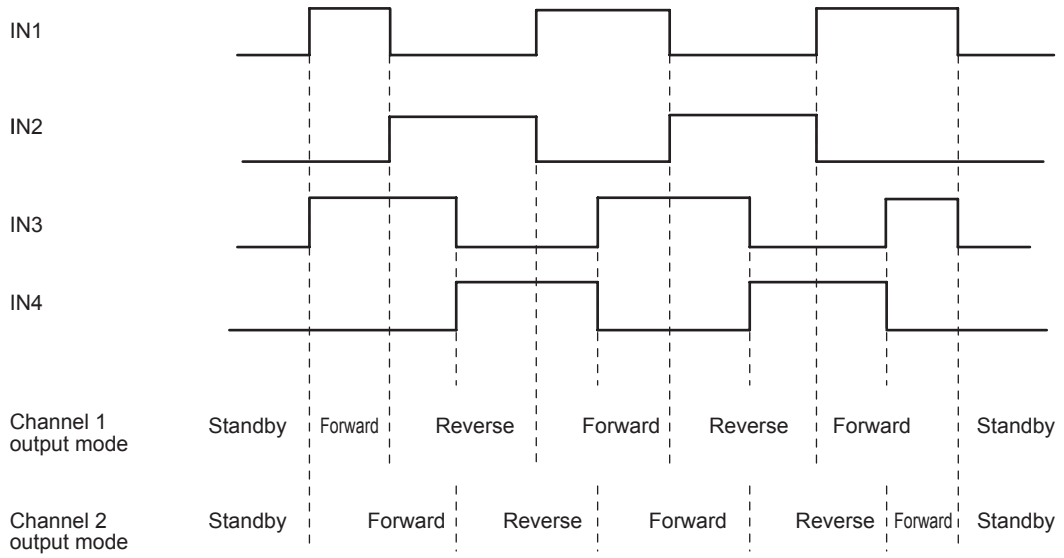 IN1
IN2
IN3
IN4
Channel 1
output mode
Standby Forward Reverse Forward Reverse Forward Standby
Channel 2
output mode
Standby Forward Reverse Forward Reverse Forward Standby